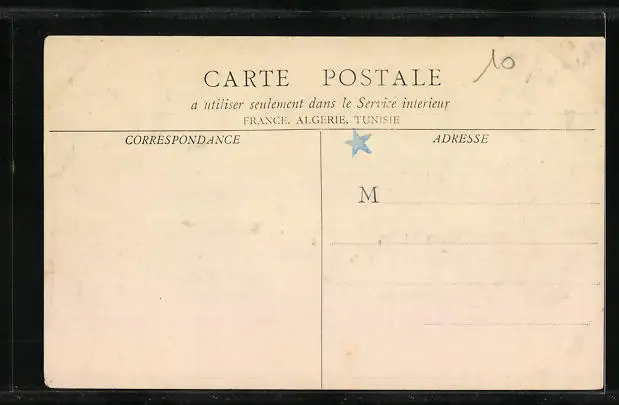 10
CARTE POSTALE
a utiliser seulement dans le Service interieur
FRANCE, ALGERIE, TUNISIE
CORRESPONDANCE
ADRESSE
M